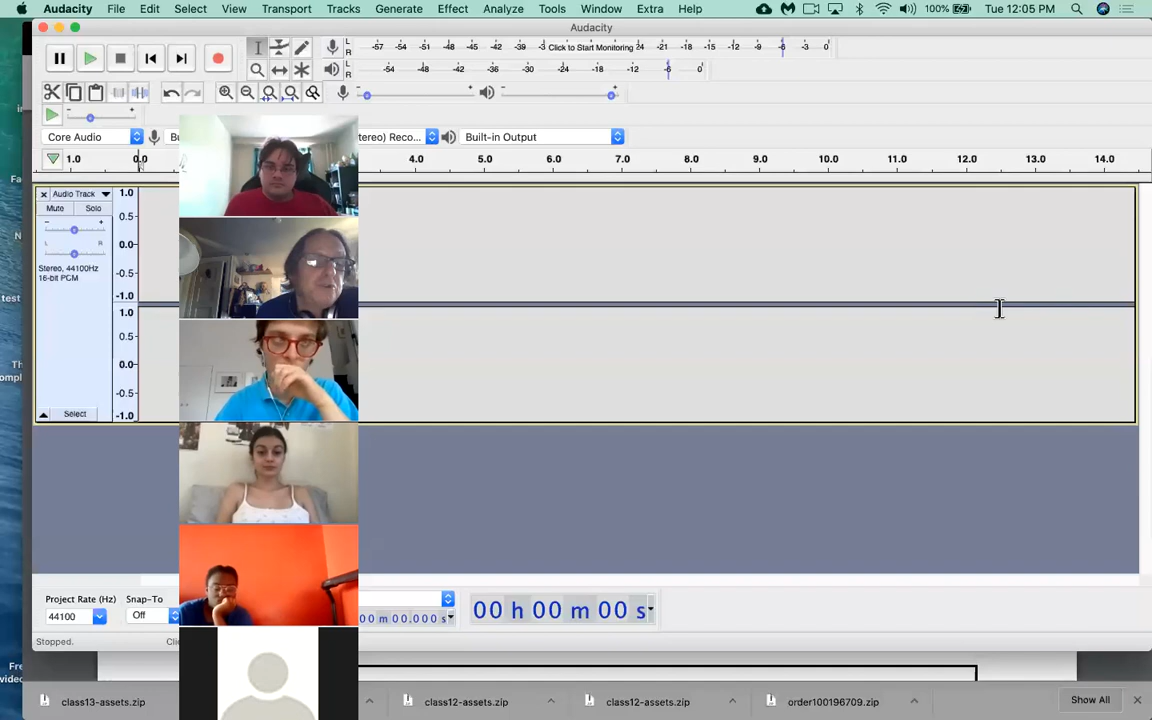 Audacity File Edit Select View Transport Tracks Generate Effect Analyze Tools Window Extra Help 100% Tue 12:05 PM
Audacity
L R -57 -54 -51 -48 -45 -42 -39 -3 Click to Start Monitoring 24 -21 -18 -15 -12 -9 -6 -3 0
L R -54 -48 -42 -36 -30 -24 -18 -12 -6 0
Core Audio Bu tereo) Reco... Built-in Output
1.0 0.0 4.0 5.0 6.0 7.0 8.0 9.0 10.0 11.0 12.0 13.0 14.0
Audio Track 1.0
Mute Solo
0.5
L R 0.0
Stereo, 44100Hz -0.5
16-bit PCM
-1.0
1.0
0.5
0.0
-0.5
Select -1.0
Project Rate (Hz) Snap-To
44100 Off 00 m 00.000 s 00 h 00 m 00 s
Stopped. Clic
test
Th
compl
Fre
video
class13-assets.zip class12-assets.zip class12-assets.zip order100196709.zip Show All